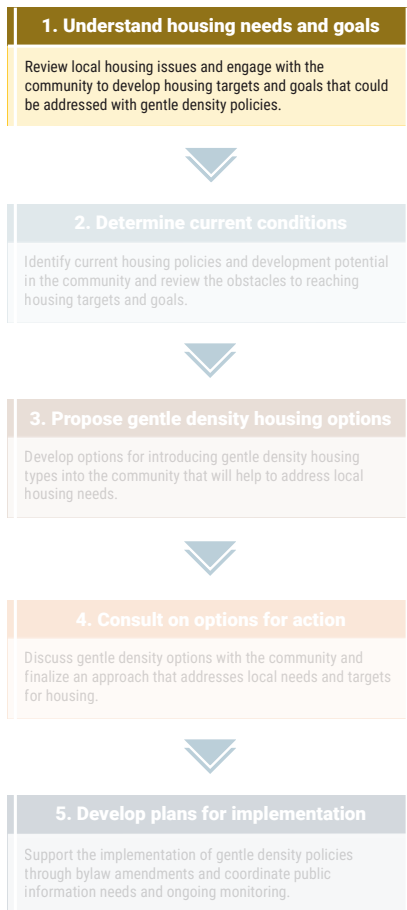 1. Understand housing needs and goals
Review local housing issues and engage with the
community to develop housing targets and goals that could
be addressed with gentle density policies.
2. Determine current conditions
Identify current housing policies and development potential
in the community and review the obstacles to reaching
housing targets and goals.
3. Propose gentle density housing options
Develop options for introducing gentle density housing
types into the community that will help to address local
housing needs.
4. Consult on options for action
Discuss gentle density options with the community and
finalize an approach that addresses local needs and targets
for housing.
5. Develop plans for implementation
Support the implementation of gentle density policies
through bylaw amendments and coordinate public
information needs and ongoing monitoring.